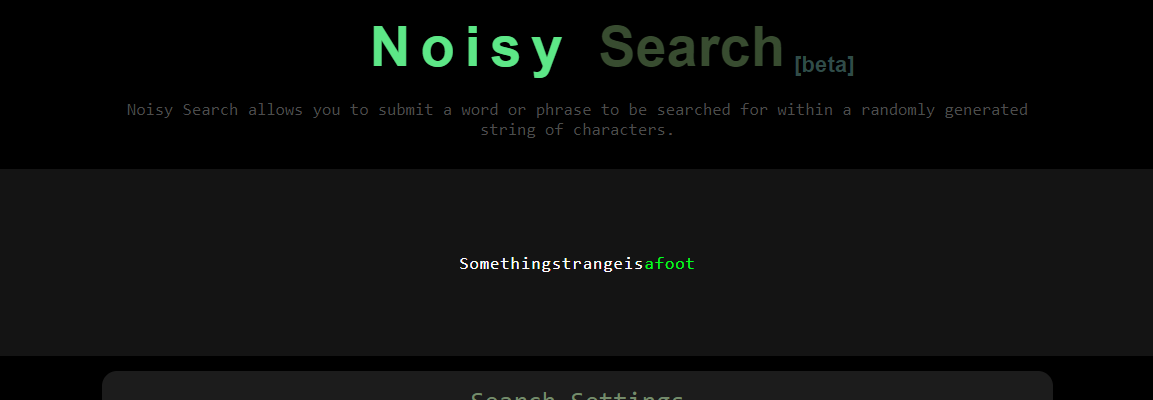 Noisy Search [beta]
Noisy Search allows you to submit a word or phrase to be searched for within a randomly generated
string of characters.
Somethingstrangeisafoot
Search Settings